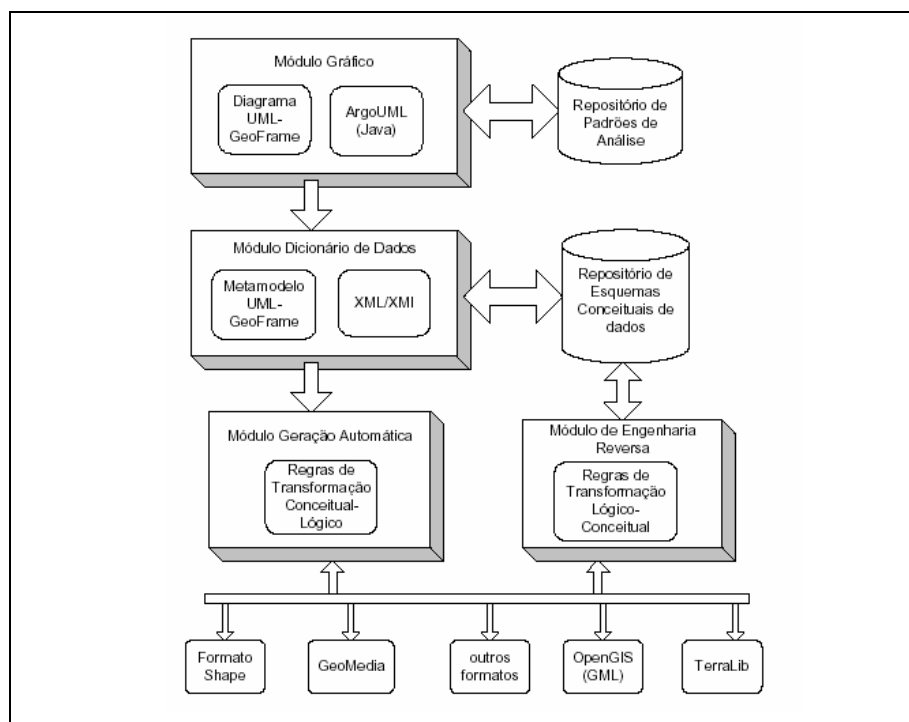 Módulo Gráfico
Diagrama
UML-
GeoFrame
ArgoUML
(Java)
Repositório de
Padrões de
Análise
Módulo Dicionário de Dados
Metamodelo
UML-
GeoFrame
XML/XMI
Repositório de
Esquemas
Conceituais de
dados
Módulo Geração Automática
Regras de
Transformação
Conceitual-
Lógico
Módulo de Engenharia
Reversa
Regras de
Transformação
Lógico-
Conceitual
Formato
Shape
GeoMedia
outros
formatos
OpenGIS
(GML)
TerraLib